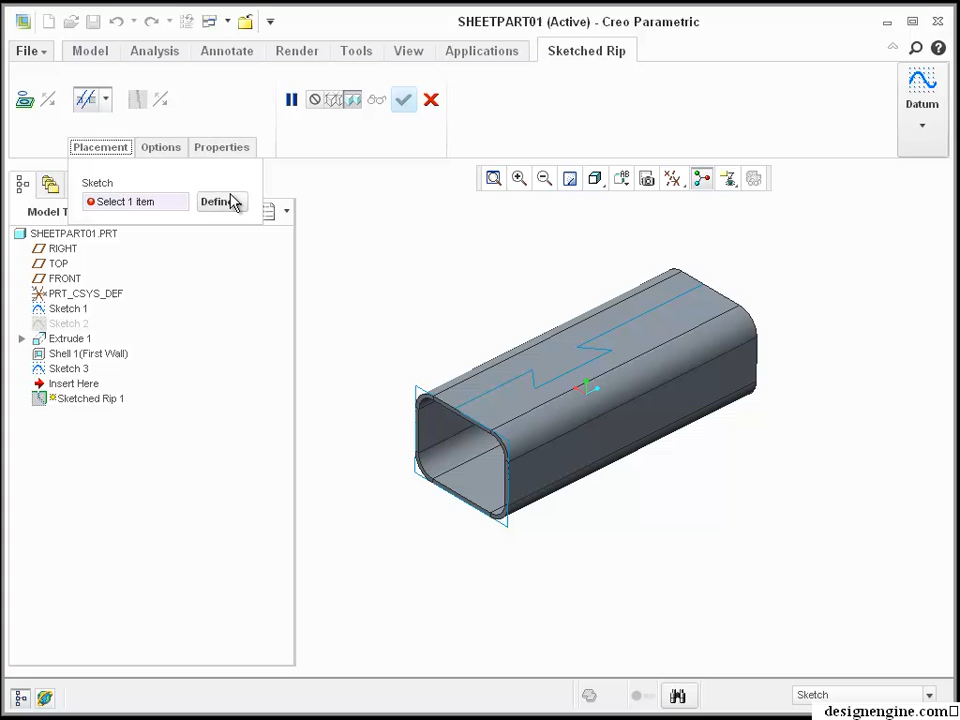 SHEETPART01 (Active) - Creo Parametric
File Model Analysis Annotate Render Tools View Applications Sketched Rip
Datum
Placement Options Properties
Sketch
Select 1 item
Model T
SHEETPART01.PRT
RIGHT
TOP
FRONT
PRT_CSYS_DEF
Sketch 1
Sketch 2
Extrude 1
Shell 1(First Wall)
Sketch 3
Insert Here
Sketched Rip 1
Sketch
designengine.com